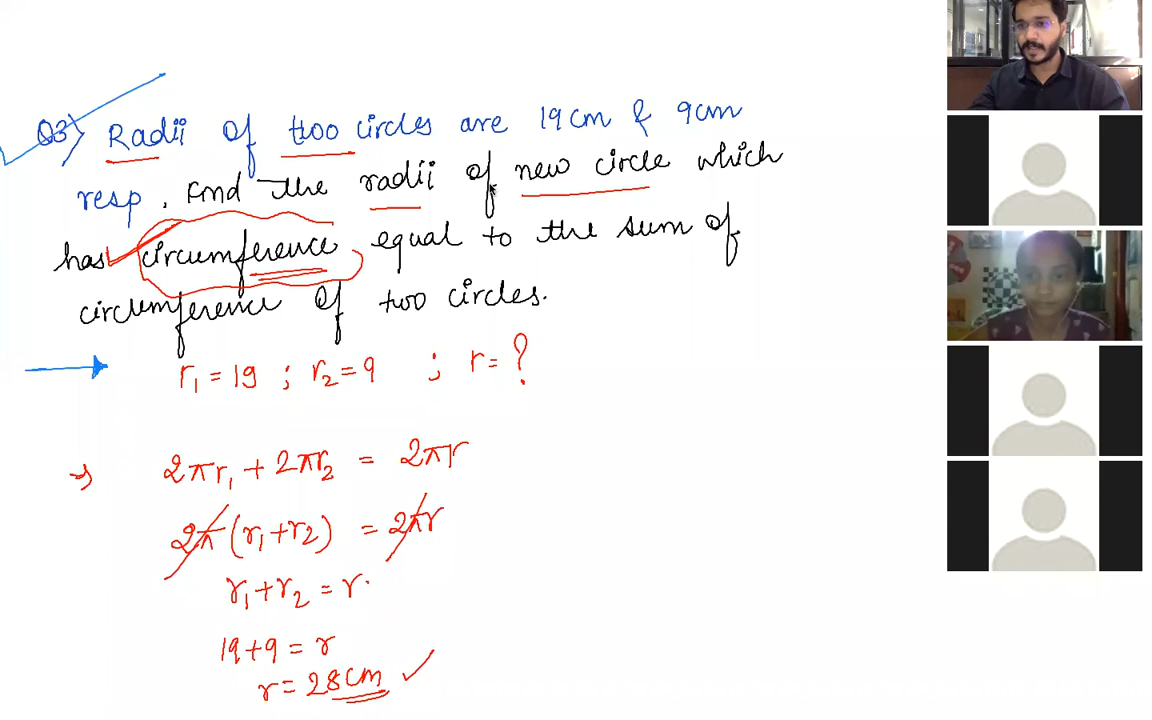 Q3) Radii of two circles are 19cm & 9cm
resp. Find the radii of new circle which
has circumference equal to the sum of
circumference of two circles.
r₁ = 19 ; r₂ = 9 ; r = ?
→ 2πr₁ + 2πr₂ = 2πr
2π (r₁+r₂) = 2πr
r₁+r₂ = r
19+9 = r
r = 28cm ✓